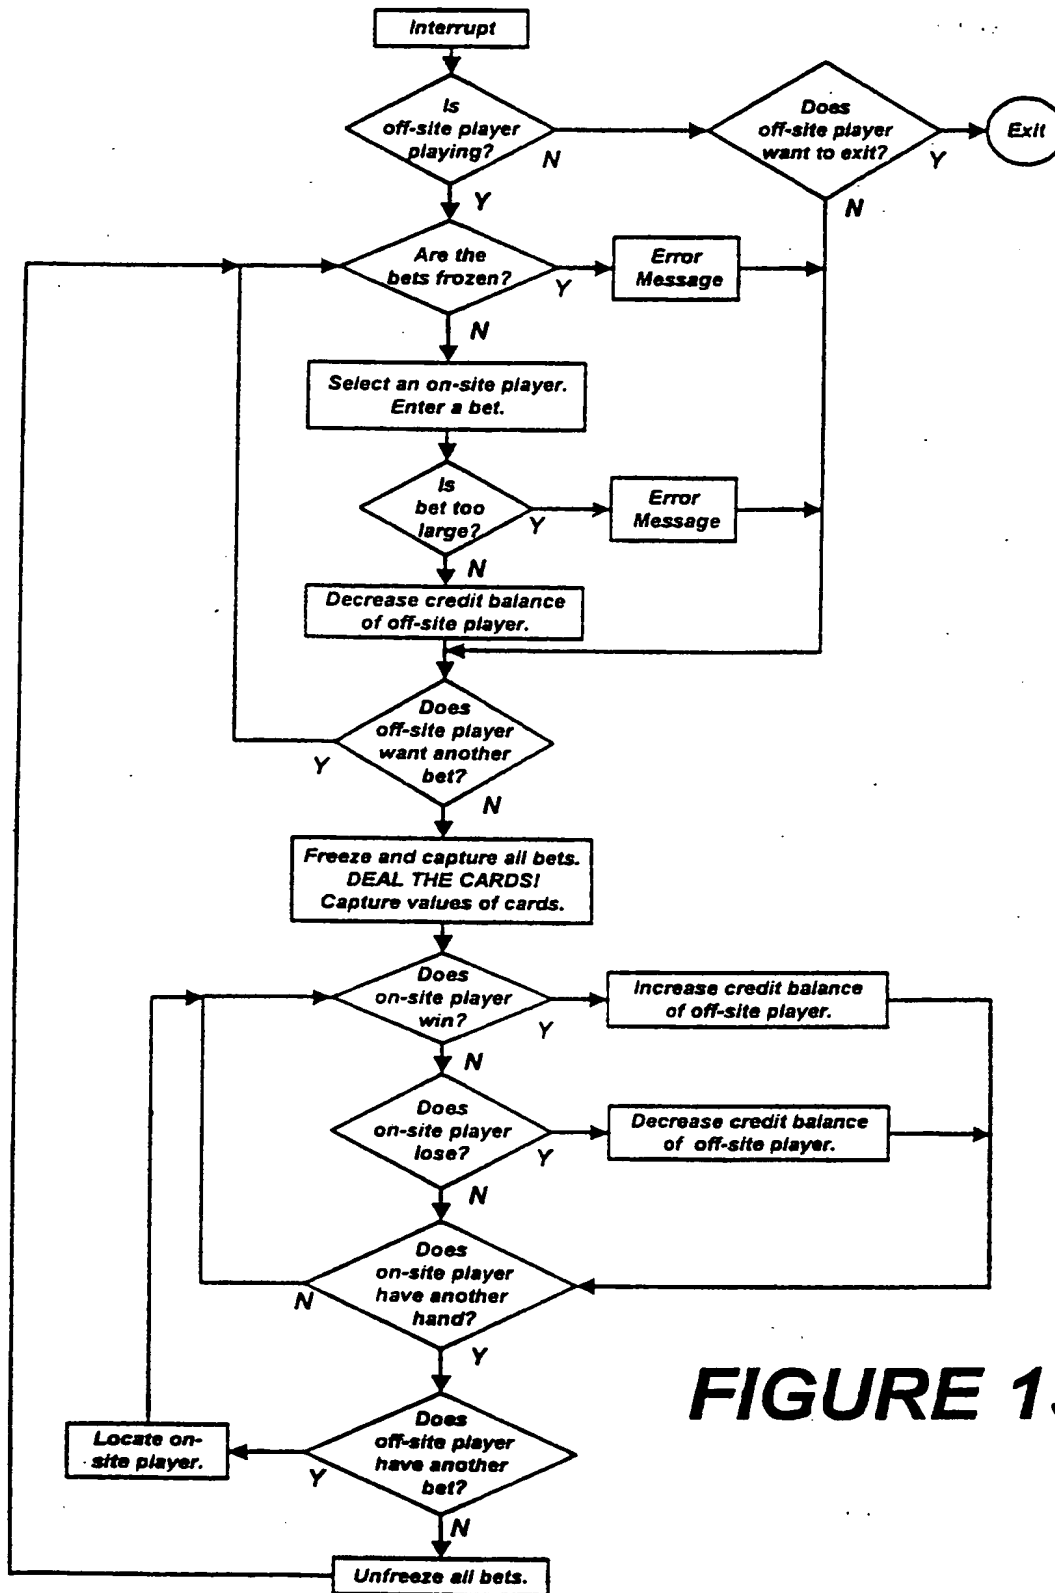 Interrupt
Is
off-site player
playing?
N
Y
Does
off-site player
want to exit?
Y
N
Exit
Are the
bets frozen?
Y
N
Error
Message
Select an on-site player.
Enter a bet.
Is
bet too
large?
Y
N
Error
Message
Decrease credit balance
of off-site player.
Does
off-site player
want another
bet?
Y
N
Freeze and capture all bets.
DEAL THE CARDS!
Capture values of cards.
Does
on-site player
win?
Y
N
Increase credit balance
of off-site player.
Does
on-site player
lose?
Y
N
Decrease credit balance
of off-site player.
Does
on-site player
have another
hand?
N
Y
Does
off-site player
have another
bet?
Y
N
Locate on-
site player.
Unfreeze all bets.
FIGURE 1